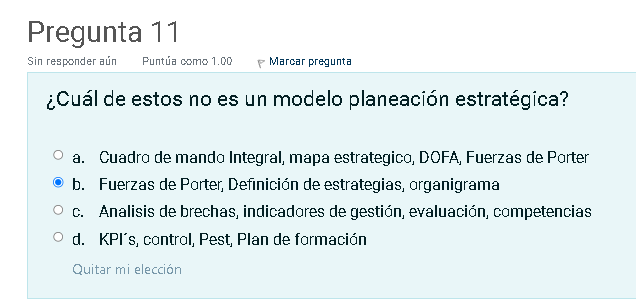 Pregunta 11
Sin responder aún Puntúa como 1.00 Marcar pregunta
¿Cuál de estos no es un modelo planeación estratégica?
a. Cuadro de mando Integral, mapa estrategico, DOFA, Fuerzas de Porter
b. Fuerzas de Porter, Definición de estrategias, organigrama
c. Analisis de brechas, indicadores de gestión, evaluación, competencias
d. KPI´s, control, Pest, Plan de formación
Quitar mi elección